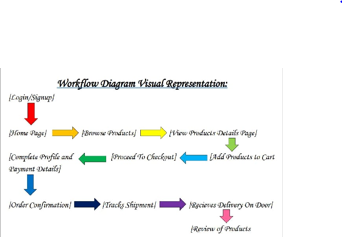 Workflow Diagram Visual Representation:
[Login/Signup]
[Home Page] [Browse Products] [View Products Details Page]
[Complete Profile and [Proceed To Checkout] [Add Products to Cart
Payment Details]
[Order Confirmation] [Tracks Shipment] [Recieves Delivery On Door]
[Review of Products